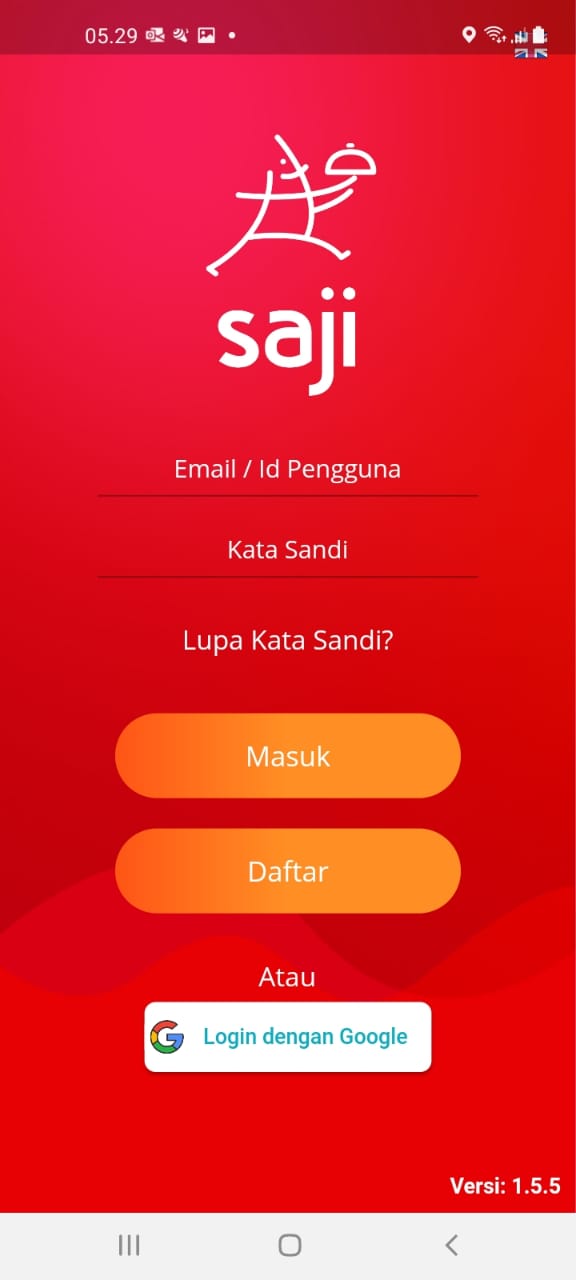 05.29
saji
Email / Id Pengguna
Kata Sandi
Lupa Kata Sandi?
Masuk
Daftar
Atau
Login dengan Google
Versi: 1.5.5